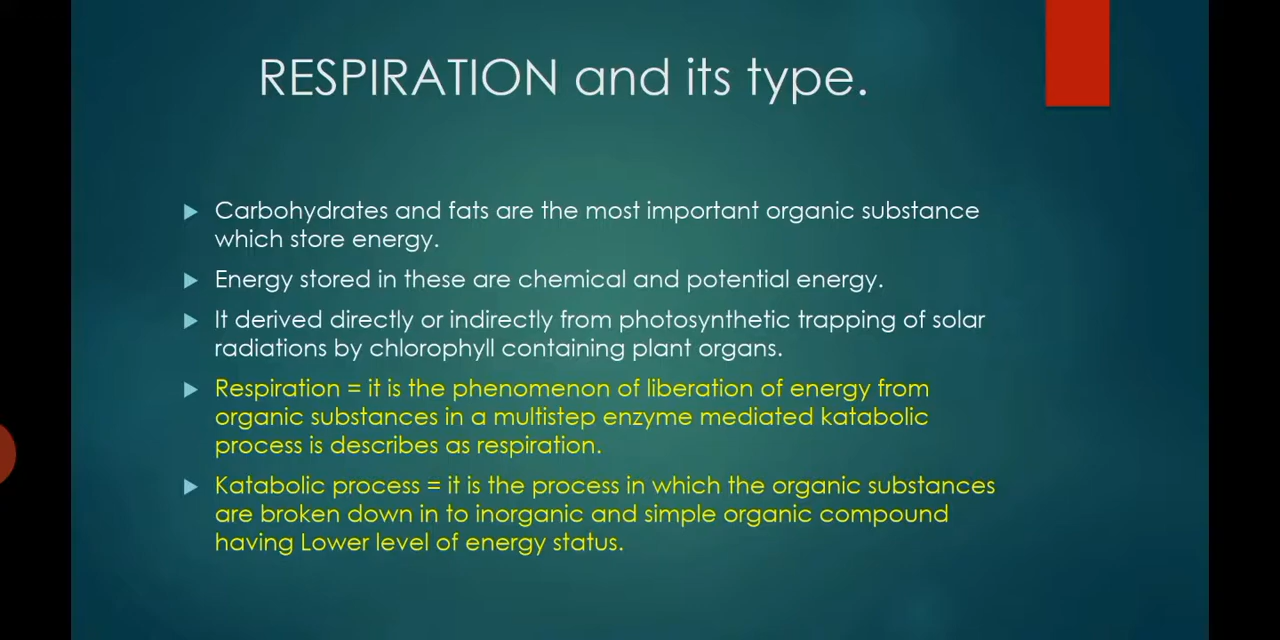 RESPIRATION and its type.
Carbohydrates and fats are the most important organic substance
which store energy.
Energy stored in these are chemical and potential energy.
It derived directly or indirectly from photosynthetic trapping of solar
radiations by chlorophyll containing plant organs.
Respiration = it is the phenomenon of liberation of energy from
organic substances in a multistep enzyme mediated katabolic
process is describes as respiration.
Katabolic process = it is the process in which the organic substances
are broken down in to inorganic and simple organic compound
having Lower level of energy status.